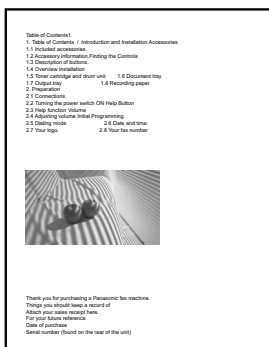 Table of Contents1.
1. Table of Contents / Introduction and Installation Accessories
1.1 Included accessories.
1.2 Accessory information.Finding the Controls
1.3 Description of buttons.
1.4 Overview Installation
1.5 Toner cartridge and drum unit 1.6 Document tray
1.7 Output tray 1.8 Recording paper
2. Preparation
2.1 Connections
2.2 Turning the power switch ON Help Button
2.3 Help function Volume
2.4 Adjusting volume Initial Programming
2.5 Dialing mode 2.6 Date and time.
2.7 Your logo. 2.8 Your fax number
Thank you for purchasing a Panasonic fax machine.
Things you should keep a record of
Attach your sales receipt here.
For your future reference
Date of purchase
Serial number (found on the rear of the unit)